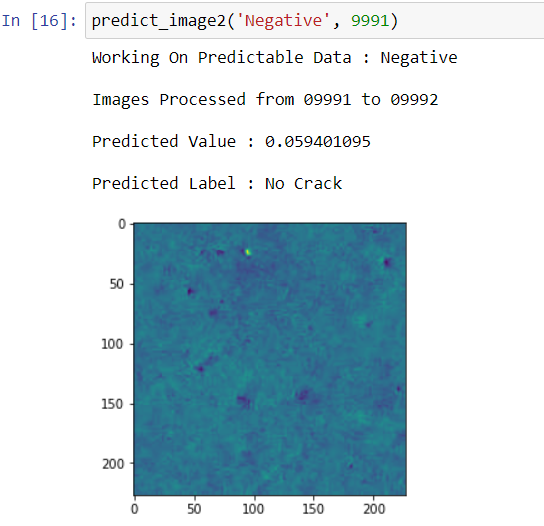 In [16]: predict_image2('Negative', 9991)
Working On Predictable Data : Negative
Images Processed from 09991 to 09992
Predicted Value : 0.059401095
Predicted Label : No Crack
0
50
100
150
200
0 50 100 150 200